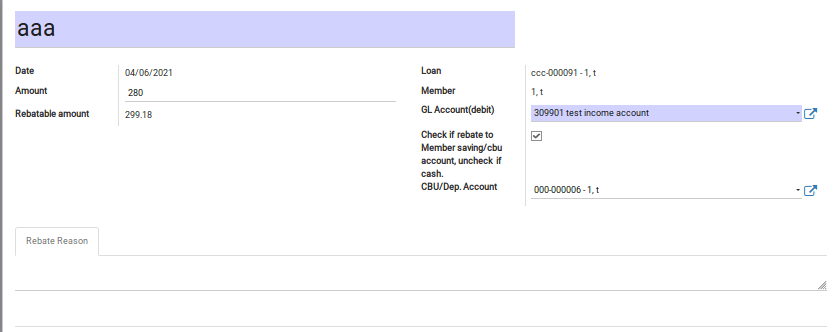 aaa
Date 04/06/2021
Amount 280
Rebatable amount 299.18
Loan ccc-000091 - 1, t
Member 1, t
GL Account(debit) 309901 test income account
Check if rebate to
Member saving/cbu
account, uncheck if
cash.
CBU/Dep. Account 000-000006 - 1, t
Rebate Reason